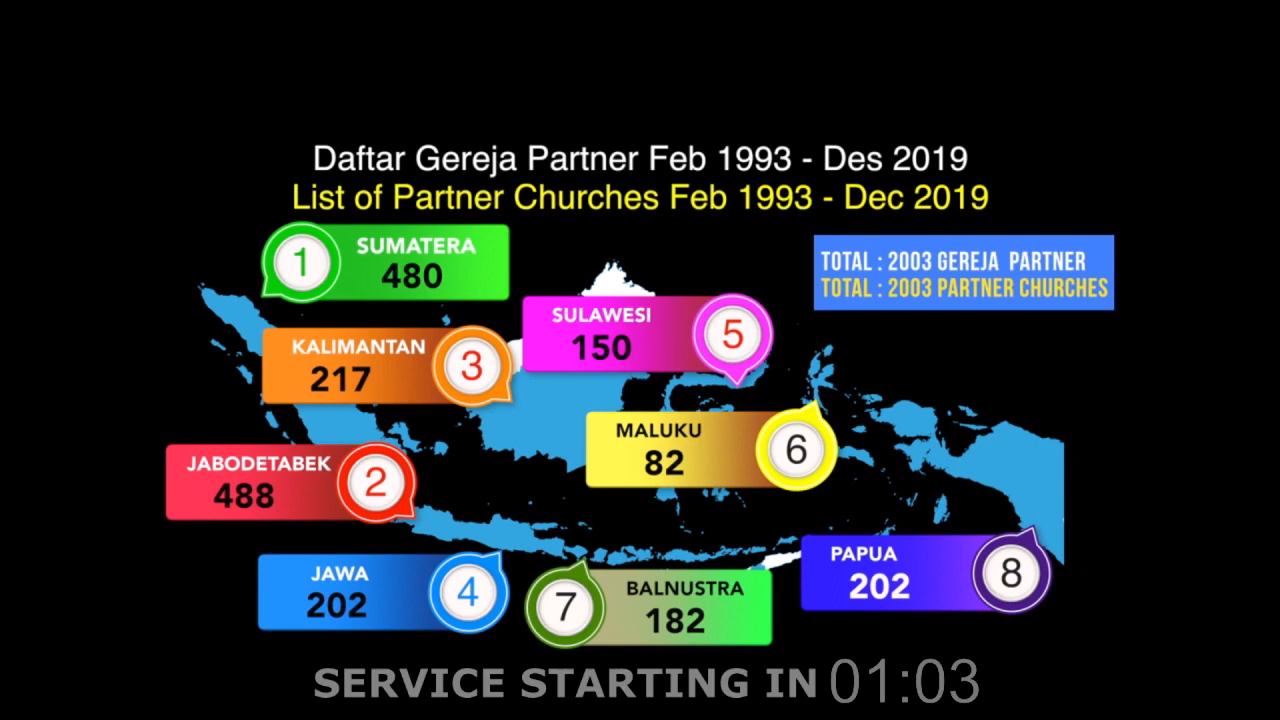 Daftar Gereja Partner Feb 1993 - Des 2019
List of Partner Churches Feb 1993 - Dec 2019
1
SUMATERA
480
TOTAL : 2003 GEREJA PARTNER
TOTAL : 2003 PARTNER CHURCHES
SULAWESI
150
5
KALIMANTAN
217
3
MALUKU
82
6
JABODETABEK
488
2
PAPUA
202
8
JAWA
202
4
7
BALNUSTRA
182
SERVICE STARTING IN 01:03